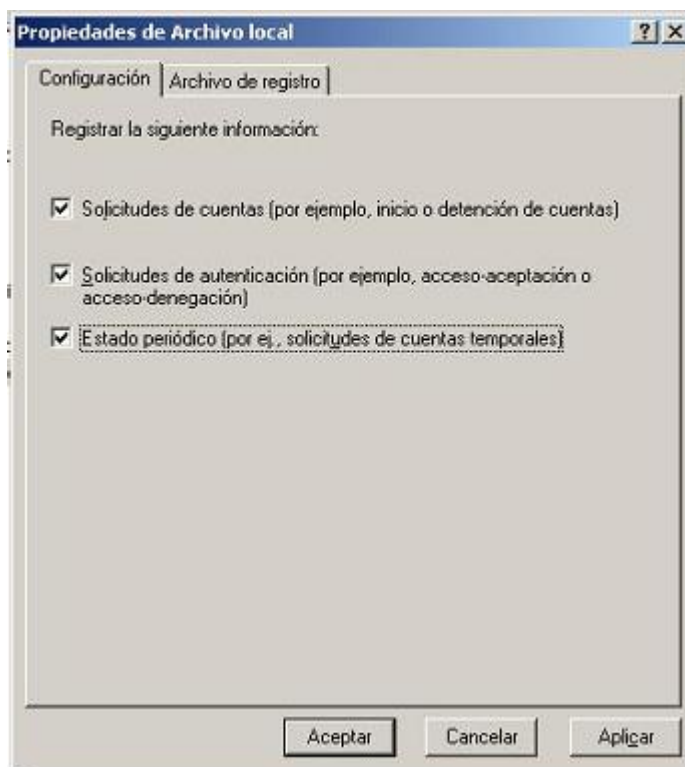 Propiedades de Archivo local
Configuración
Archivo de registro
Registrar la siguiente información:
Solicitudes de cuentas (por ejemplo, inicio o detención de cuentas)
Solicitudes de autenticación (por ejemplo, acceso-aceptación o
acceso-denegación)
Estado periódico (por ej., solicitudes de cuentas temporales)
Aceptar
Cancelar
Aplicar